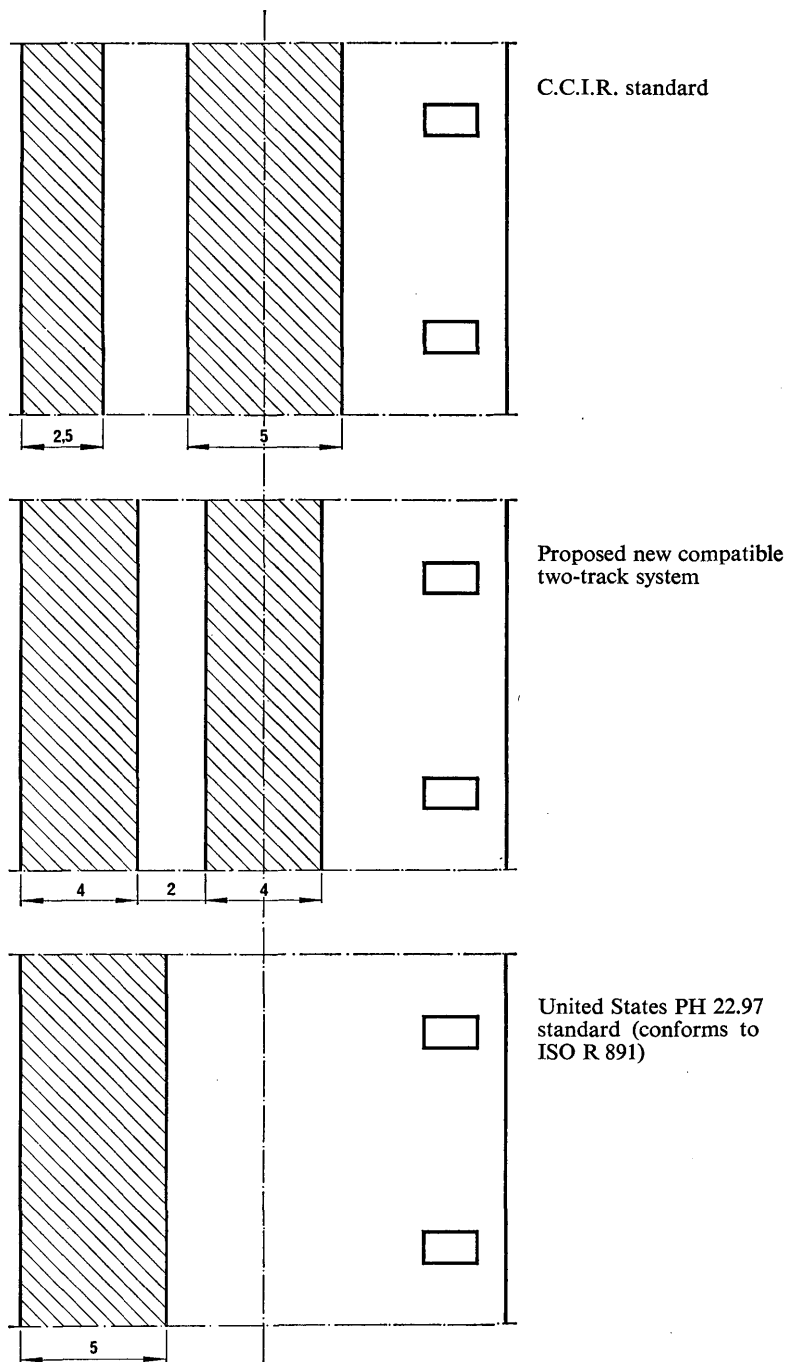 C.C.I.R. standard
2,5
5
Proposed new compatible
two-track system
4
2
4
United States PH 22.97
standard (conforms to
ISO R 891)
5